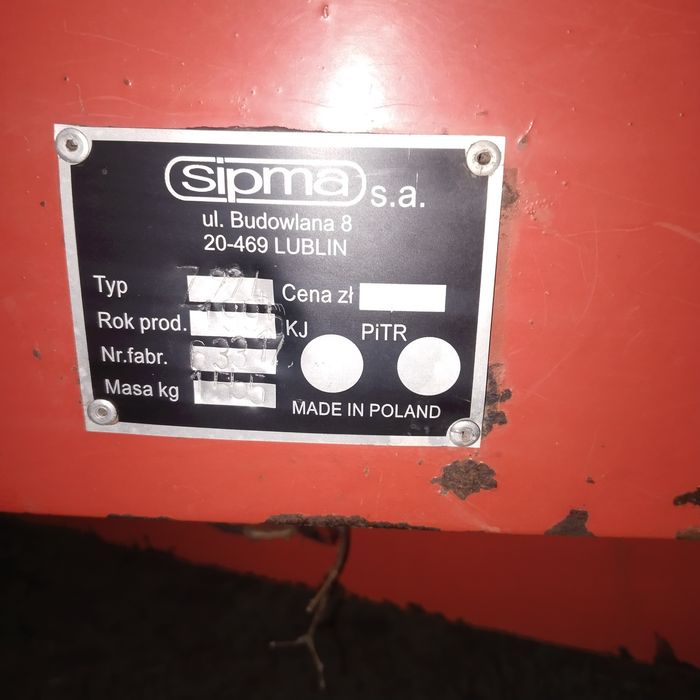 sipma s.a.
ul. Budowlana 8
20-469 LUBLIN
Typ Cena zł
Rok prod. KJ PiTR
Nr.fabr.
Masa kg
MADE IN POLAND